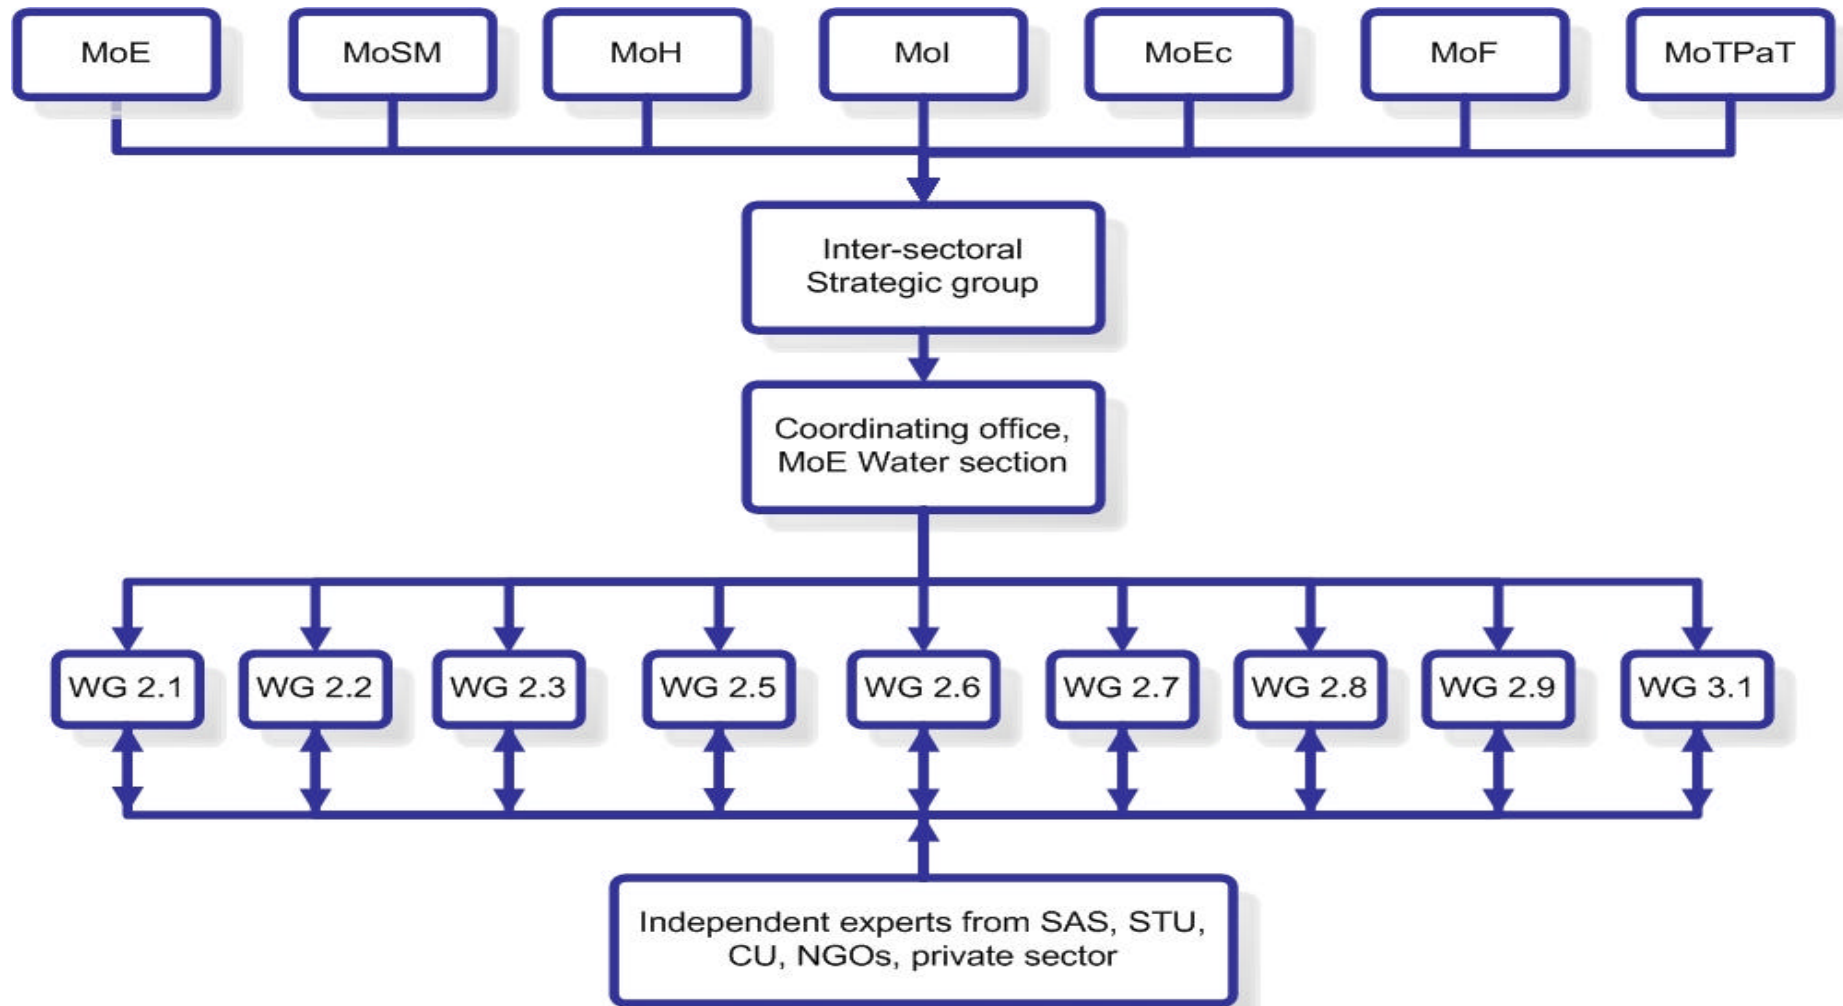 MoE
MoSM
MoH
MoI
MoEc
MoF
MoTPaT
Inter-sectoral
Strategic group
Coordinating office,
MoE Water section
WG 2.1
WG 2.2
WG 2.3
WG 2.5
WG 2.6
WG 2.7
WG 2.8
WG 2.9
WG 3.1
Independent experts from SAS, STU,
CU, NGOs, private sector